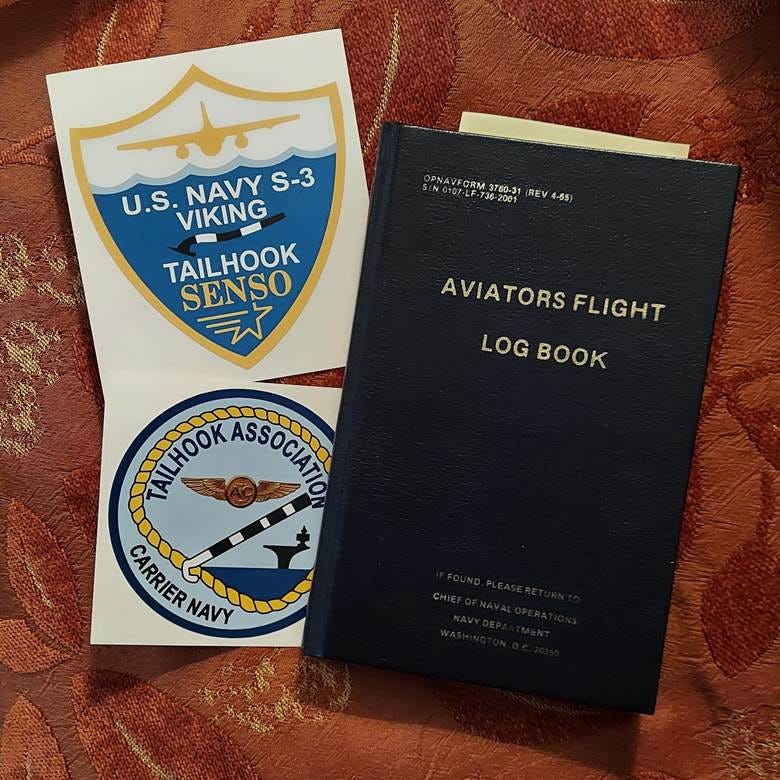 U.S. NAVY S-3
VIKING
TAILHOOK
SENSO
TAILHOOK ASSOCIATION
AC
CARRIER NAVY
OPNAVFORM 3760-31 (REV 4-65)
S/N 0107-LF-736-2001
AVIATORS FLIGHT
LOG BOOK
IF FOUND, PLEASE RETURN TO
CHIEF OF NAVAL OPERATIONS
NAVY DEPARTMENT
WASHINGTON, D.C. 20350